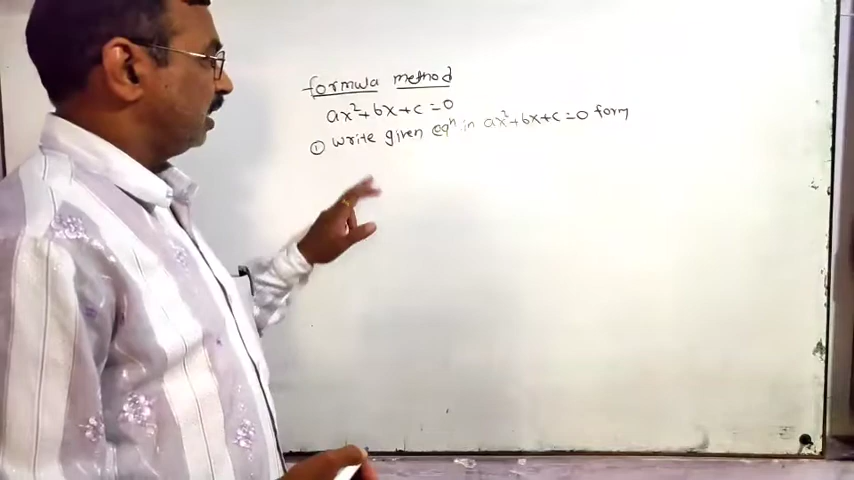 formula method
ax²+bx+c=0
① write given eqⁿ in ax²+bx+c=0 form